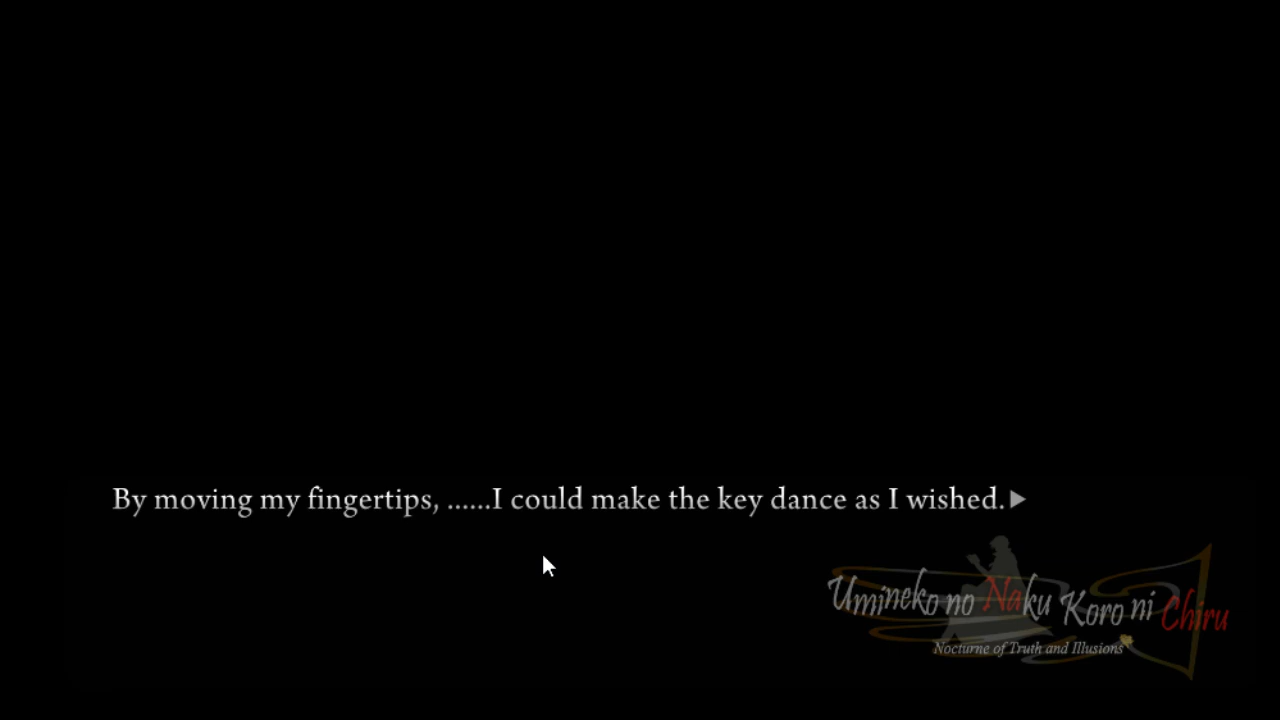 By moving my fingertips, ......I could make the key dance as I wished.
Umineko no Naku Koro ni Chiru
Nocturne of Truth and Illusions